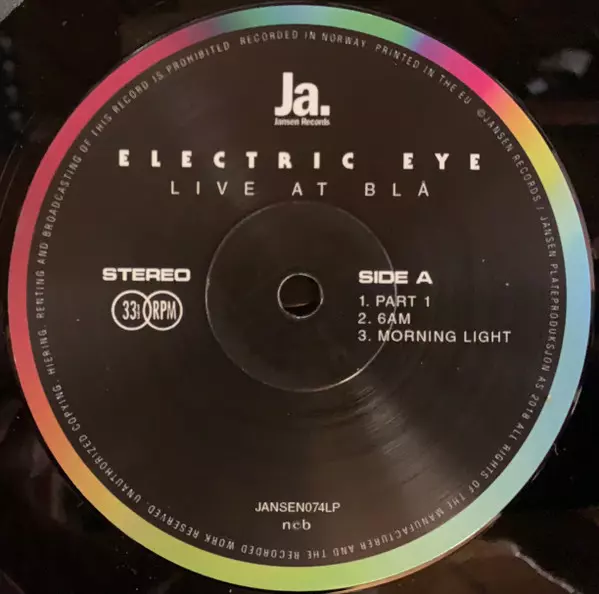 Ja.
Jansen Records
ELECTRIC EYE
LIVE AT BLÅ
STEREO
33⅓ RPM
SIDE A
1. PART 1
2. 6AM
3. MORNING LIGHT
JANSEN074LP
ncb
©JANSEN RECORDS / JANSEN PLATEPRODUKSJON AS 2018 ALL RIGHTS OF THE MANUFACTURER AND THE RECORDED WORK RESERVED. UNAUTHORIZED COPYING, HIERING, RENTING AND BROADCASTING OF THIS RECORD IS PROHIBITED. RECORDED IN NORWAY. PRINTED IN THE EU